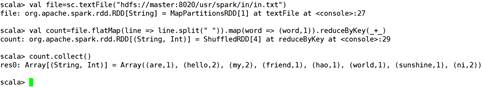 scala> val file=sc.textFile("hdfs://master:8020/usr/spark/in/in.txt")
file: org.apache.spark.rdd.RDD[String] = MapPartitionsRDD[1] at textFile at <console>:27
scala> val count=file.flatMap(line => line.split(" ")).map(word => (word,1)).reduceByKey(_+_)
count: org.apache.spark.rdd.RDD[(String, Int)] = ShuffledRDD[4] at reduceByKey at <console>:29
scala> count.collect()
res0: Array[(String, Int)] = Array((are,1), (hello,2), (my,2), (friend,1), (hao,1), (world,1), (sunshine,1), (ni,2))
scala>